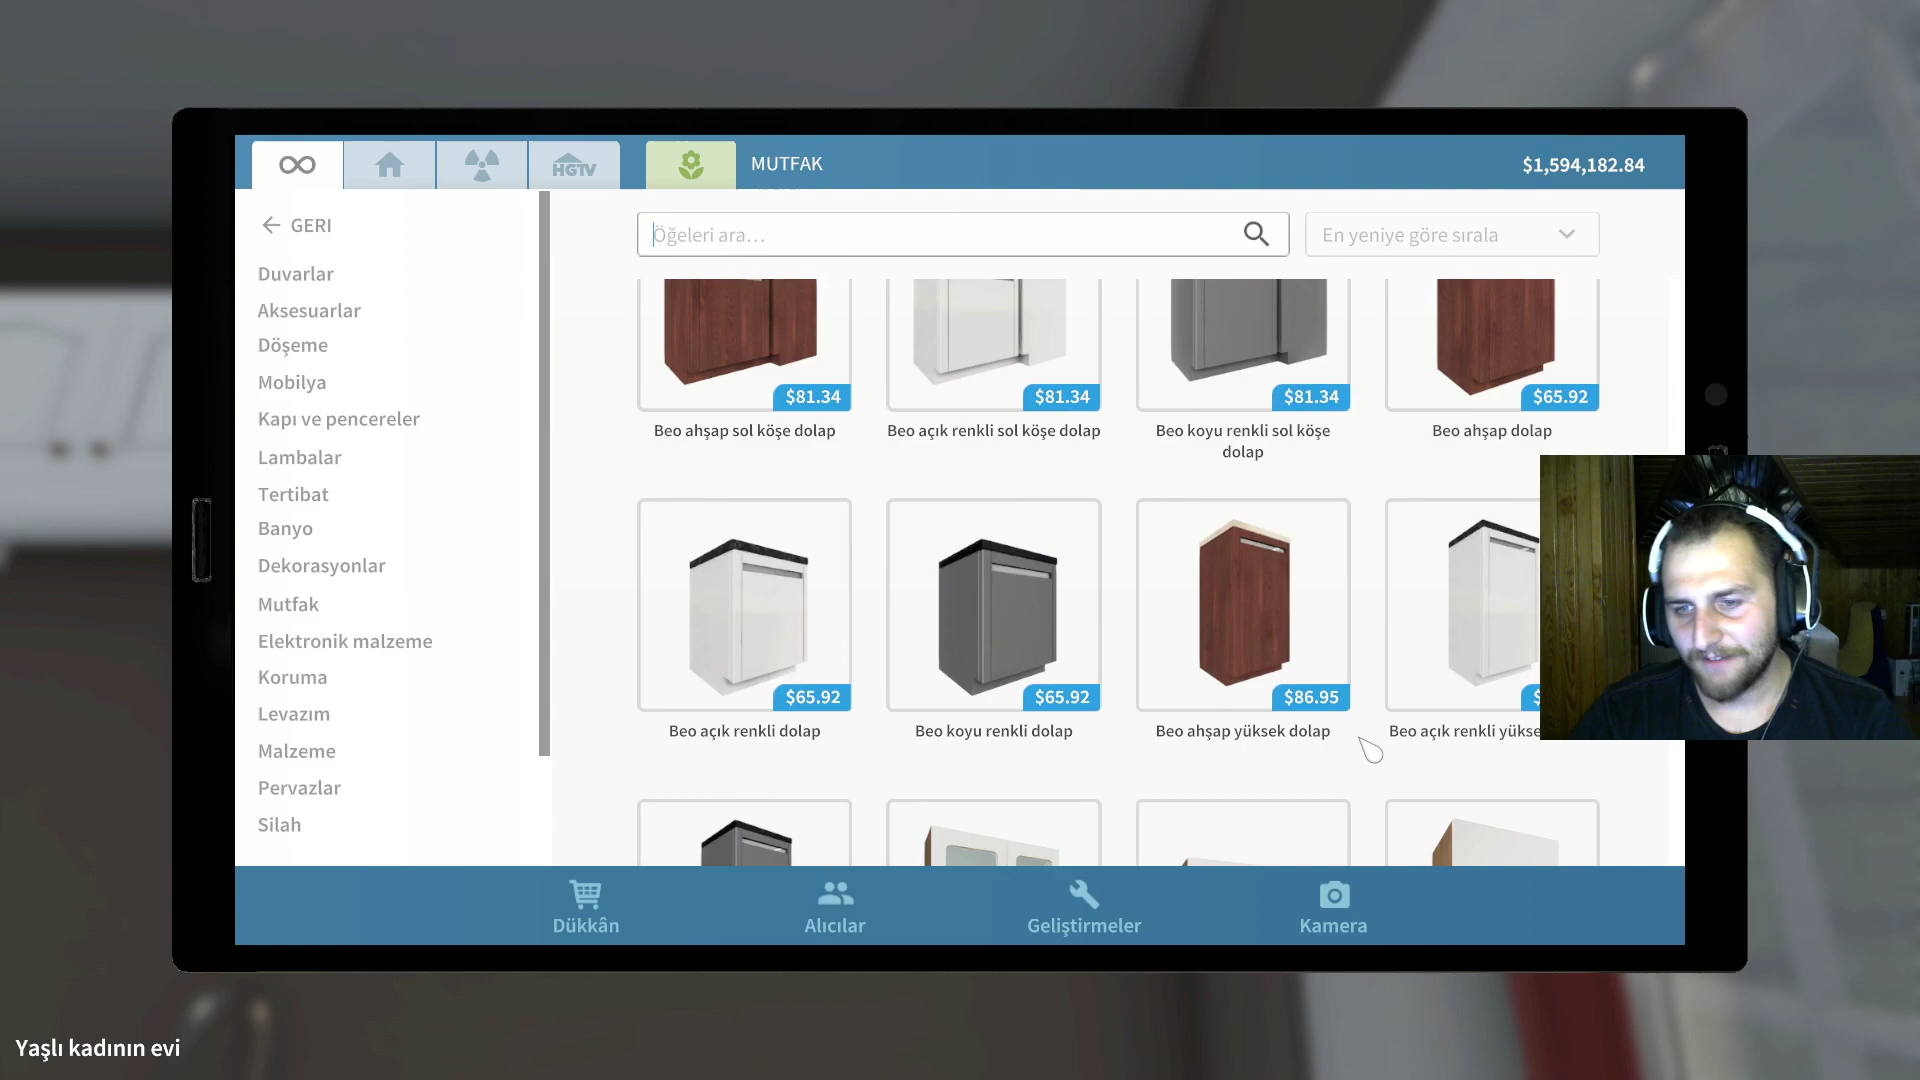 HGTV
MUTFAK
$1,594,182.84
GERI
Duvarlar
Aksesuarlar
Döşeme
Mobilya
Kapı ve pencereler
Lambalar
Tertibat
Banyo
Dekorasyonlar
Mutfak
Elektronik malzeme
Koruma
Levazım
Malzeme
Pervazlar
Silah
Öğeleri ara...
En yeniye göre sırala
$81.34
$81.34
$81.34
$65.92
Beo ahşap sol köşe dolap
Beo açık renkli sol köşe dolap
Beo koyu renkli sol köşe
dolap
Beo ahşap dolap
$65.92
$65.92
$86.95
Beo açık renkli dolap
Beo koyu renkli dolap
Beo ahşap yüksek dolap
Beo açık renkli yükse
Dükkân
Alıcılar
Geliştirmeler
Kamera
Yaşlı kadının evi